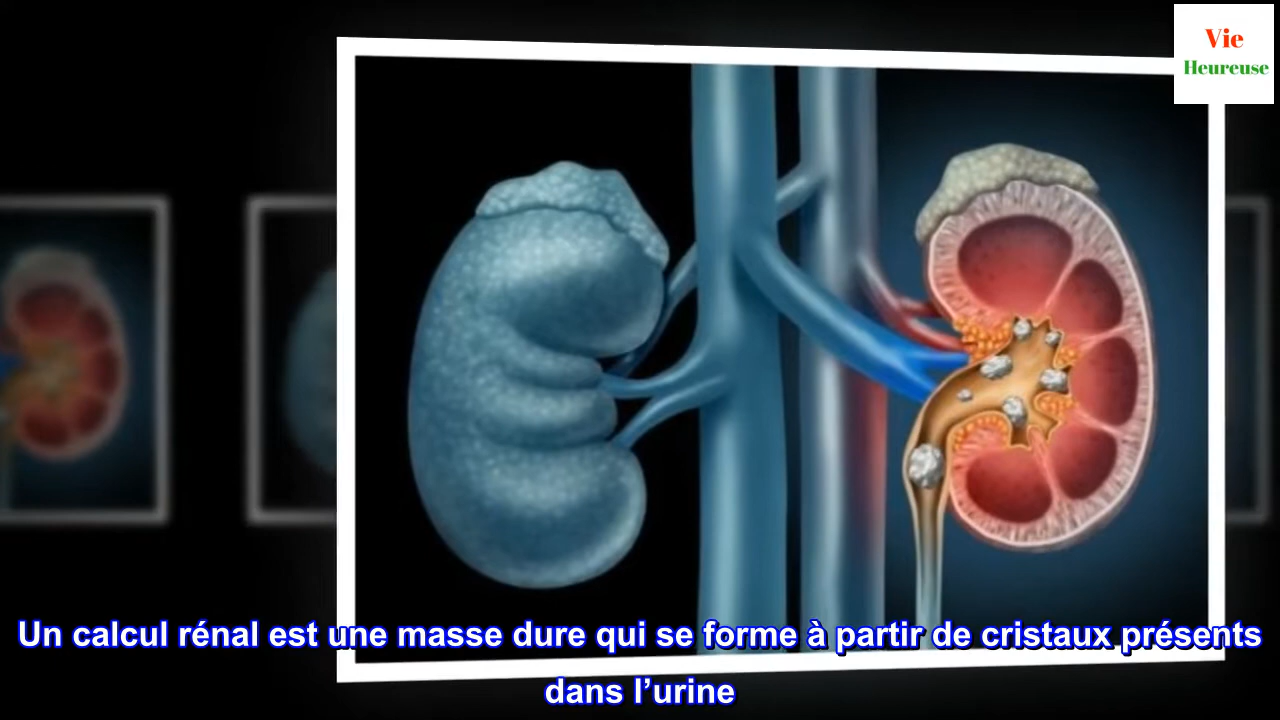 Vie
Heureuse
Un calcul rénal est une masse dure qui se forme à partir de cristaux présents
dans l’urine